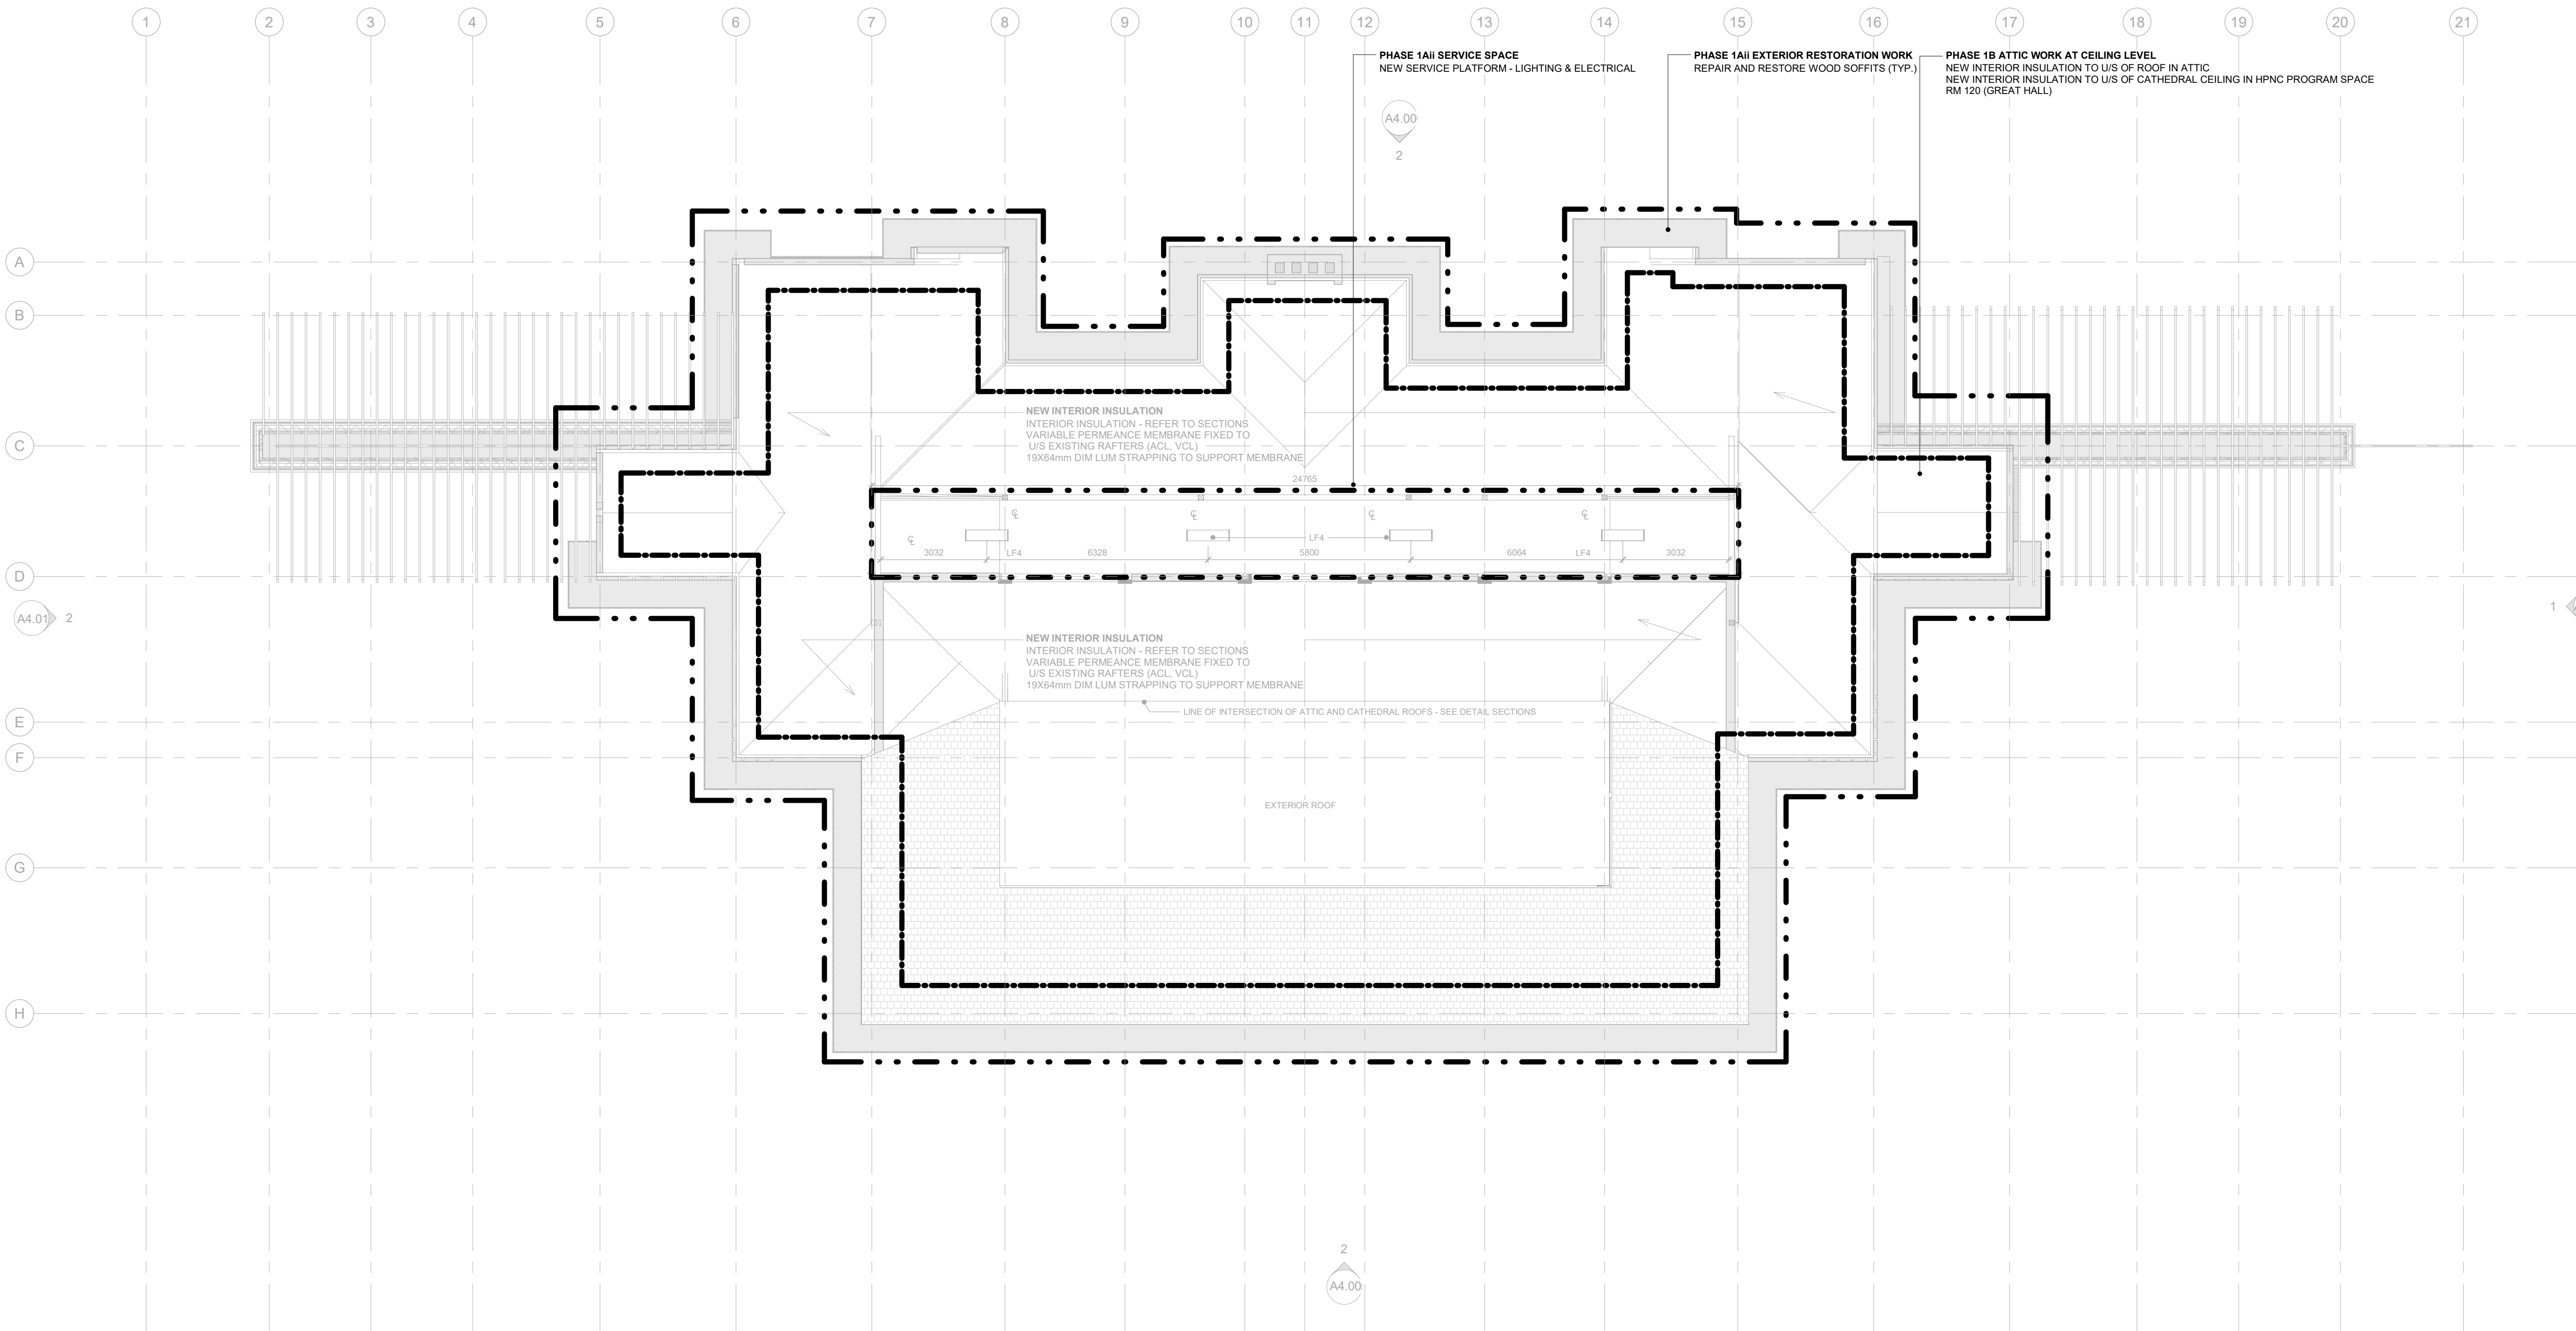 1 2 3 4 5 6 7 8 9 10 11 12 13 14 15 16 17 18 19 20 21
PHASE 1Aii SERVICE SPACE
NEW SERVICE PLATFORM - LIGHTING & ELECTRICAL
PHASE 1Aii EXTERIOR RESTORATION WORK
REPAIR AND RESTORE WOOD SOFFITS (TYP.)
PHASE 1B ATTIC WORK AT CEILING LEVEL
NEW INTERIOR INSULATION TO U/S OF ROOF IN ATTIC
NEW INTERIOR INSULATION TO U/S OF CATHEDRAL CEILING IN HPNC PROGRAM SPACE
RM 120 (GREAT HALL)
A4.00
2
A
B
C
NEW INTERIOR INSULATION
INTERIOR INSULATION - REFER TO SECTIONS
VARIABLE PERMEANCE MEMBRANE FIXED TO
U/S EXISTING RAFTERS (ACL, VCL)
19X64mm DIM LUM STRAPPING TO SUPPORT MEMBRANE
24765
℄ ℄ ℄ ℄
℄
LF4
3032 LF4 6328 5800 6064 LF4 3032
D
A4.01 2
1
NEW INTERIOR INSULATION
INTERIOR INSULATION - REFER TO SECTIONS
VARIABLE PERMEANCE MEMBRANE FIXED TO
U/S EXISTING RAFTERS (ACL, VCL)
19X64mm DIM LUM STRAPPING TO SUPPORT MEMBRANE
LINE OF INTERSECTION OF ATTIC AND CATHEDRAL ROOFS - SEE DETAIL SECTIONS
E
F
EXTERIOR ROOF
G
H
2
A4.00